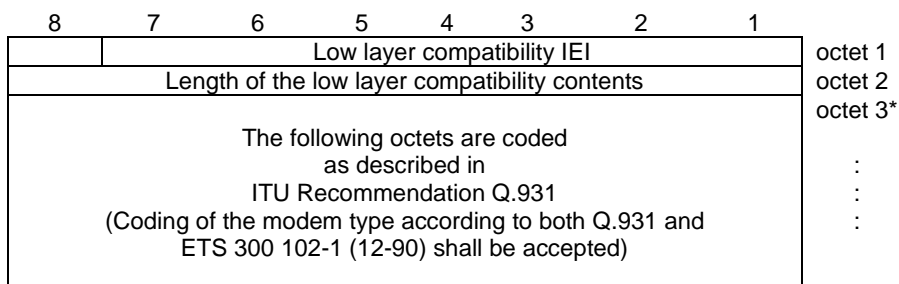 8 7 6 5 4 3 2 1
Low layer compatibility IEI octet 1
Length of the low layer compatibility contents octet 2
octet 3*
The following octets are coded
as described in :
ITU Recommendation Q.931 :
(Coding of the modem type according to both Q.931 and :
ETS 300 102-1 (12-90) shall be accepted)